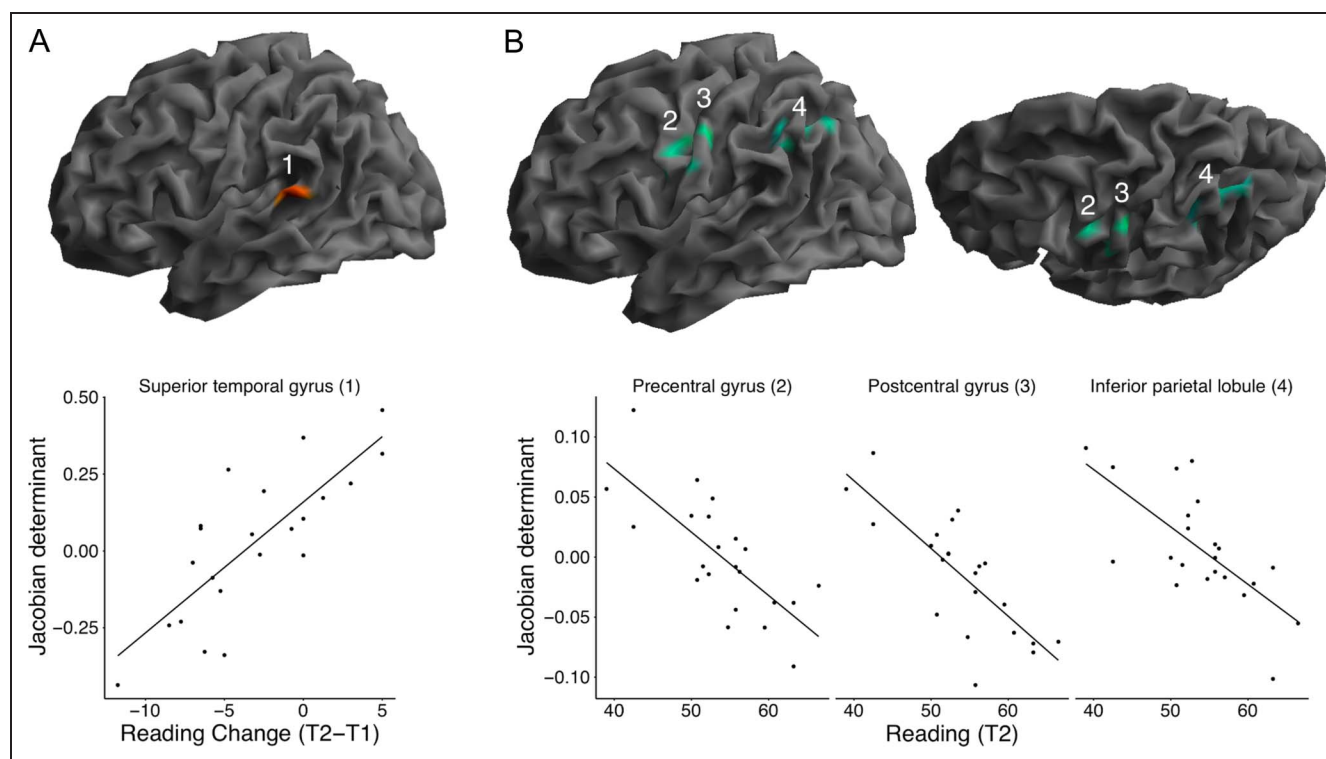 A
B
1
2
3
4
2
3
4
Superior temporal gyrus (1)
Jacobian determinant
0.50
0.25
0.00
−0.25
−10
−5
0
5
Reading Change (T2−T1)
Precentral gyrus (2)
Postcentral gyrus (3)
Inferior parietal lobule (4)
Jacobian determinant
0.10
0.05
0.00
−0.05
−0.10
40
50
60
40
50
60
40
50
60
Reading (T2)